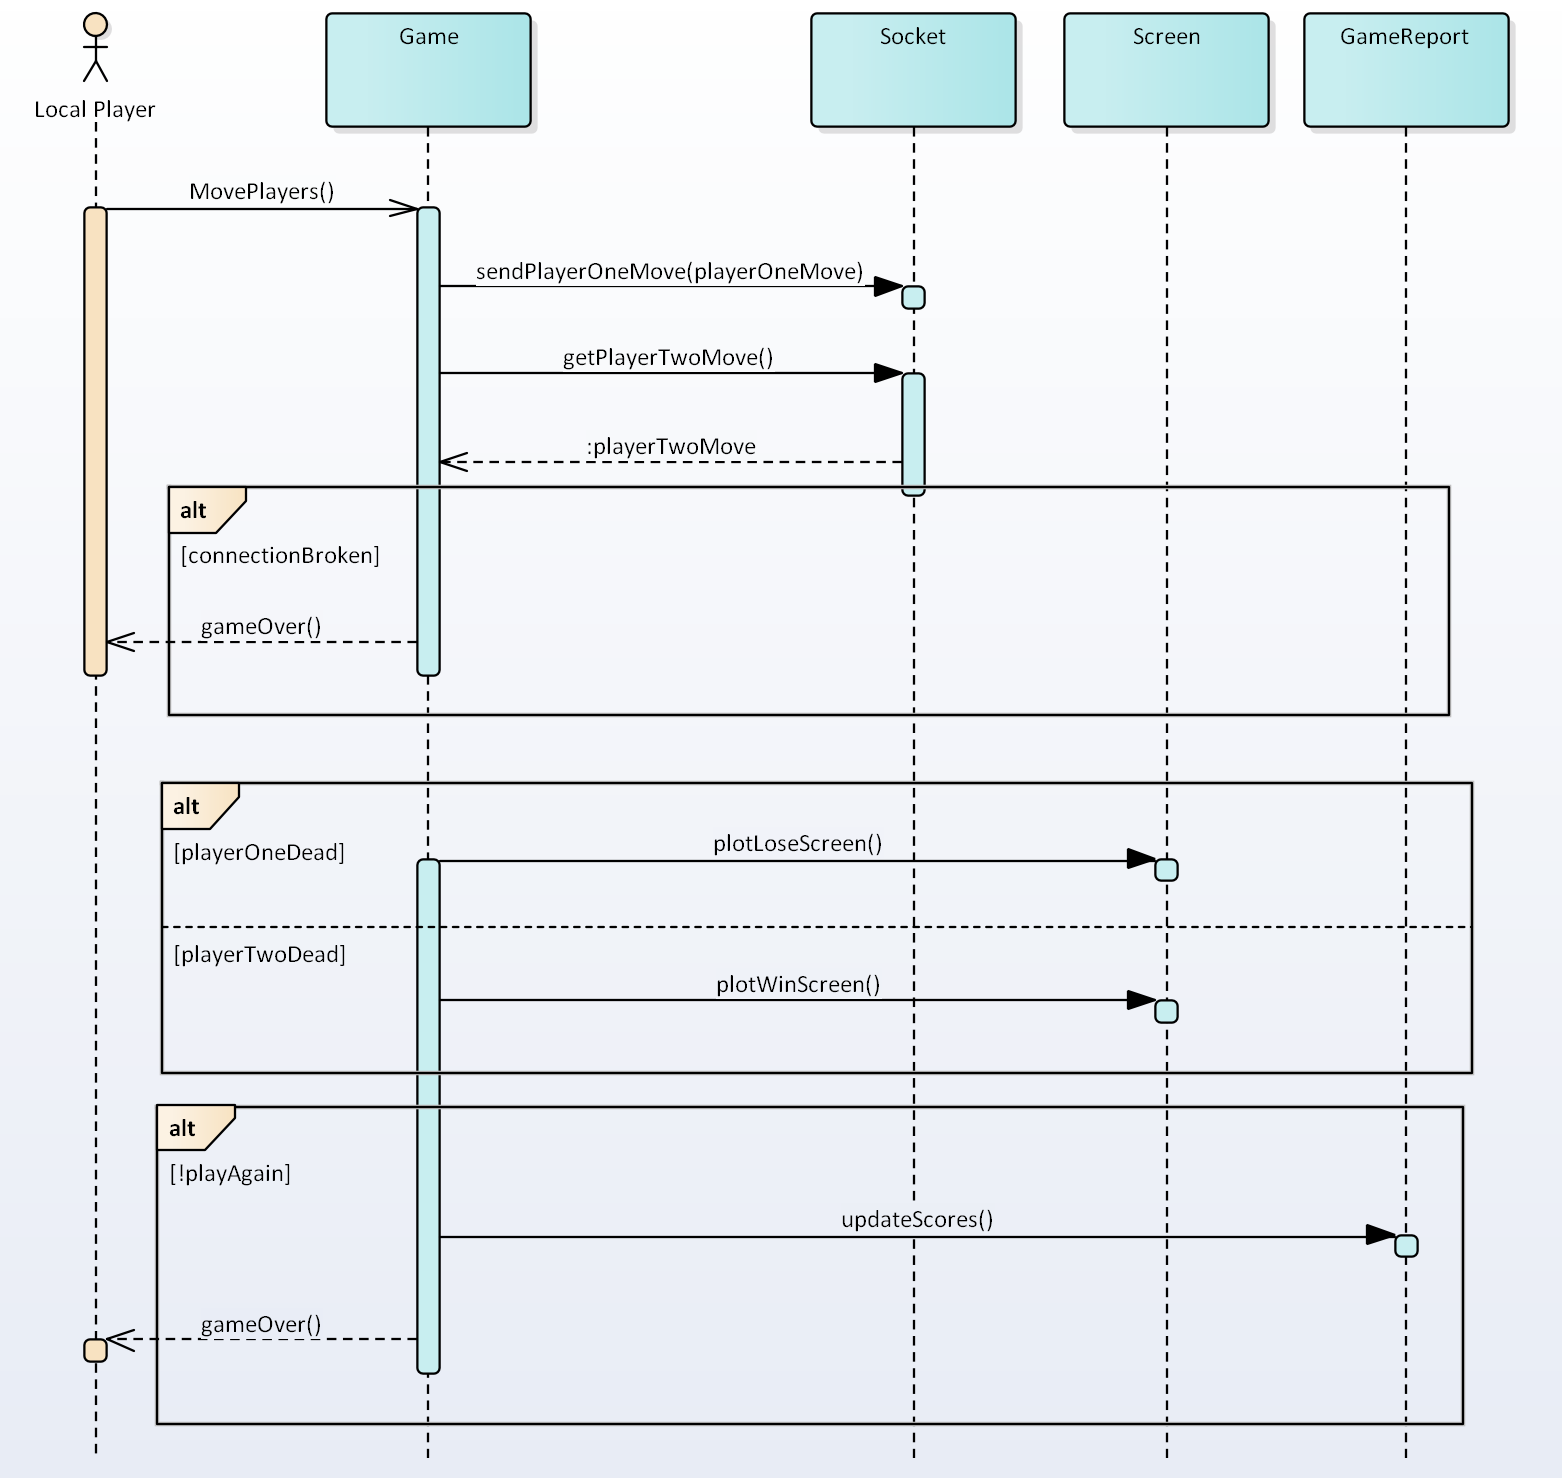 Local Player
Game
Socket
Screen
GameReport
MovePlayers()
sendPlayerOneMove(playerOneMove)
getPlayerTwoMove()
:playerTwoMove
alt
[connectionBroken]
gameOver()
alt
[playerOneDead]
plotLoseScreen()
[playerTwoDead]
plotWinScreen()
alt
[!playAgain]
updateScores()
gameOver()